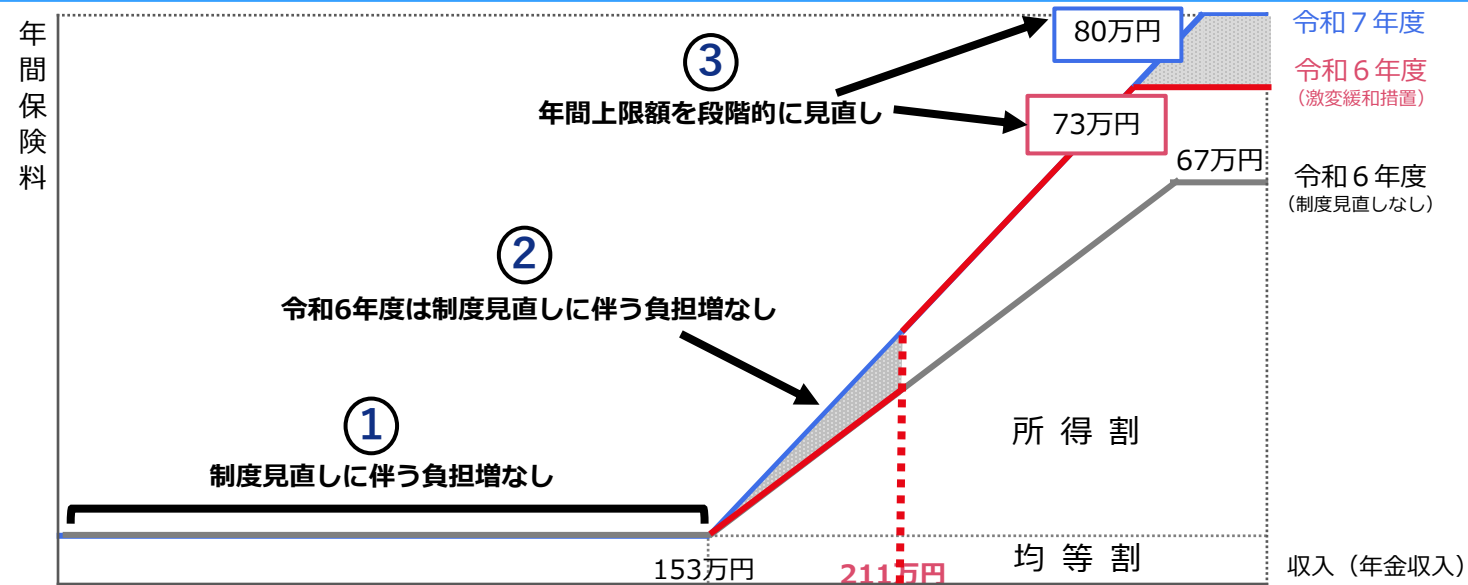 年間保険料
③
年間上限額を段階的に見直し
80万円
73万円
67万円
令和７年度
令和６年度
（激変緩和措置）
令和６年度
（制度見直しなし）
②
令和6年度は制度見直しに伴う負担増なし
①
制度見直しに伴う負担増なし
所得割
均等割
153万円
211万円
収入（年金収入）